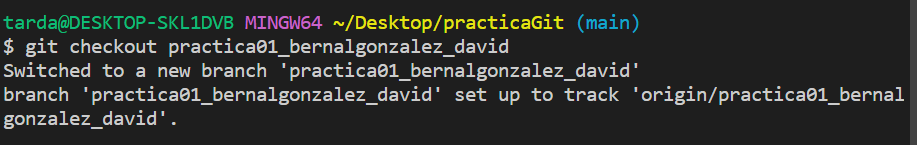 tarda@DESKTOP-SKL1DVB MINGW64 ~/Desktop/practicaGit (main)
$ git checkout practica01_bernalgonzalez_david
Switched to a new branch 'practica01_bernalgonzalez_david'
branch 'practica01_bernalgonzalez_david' set up to track 'origin/practica01_bernal
gonzalez_david'.